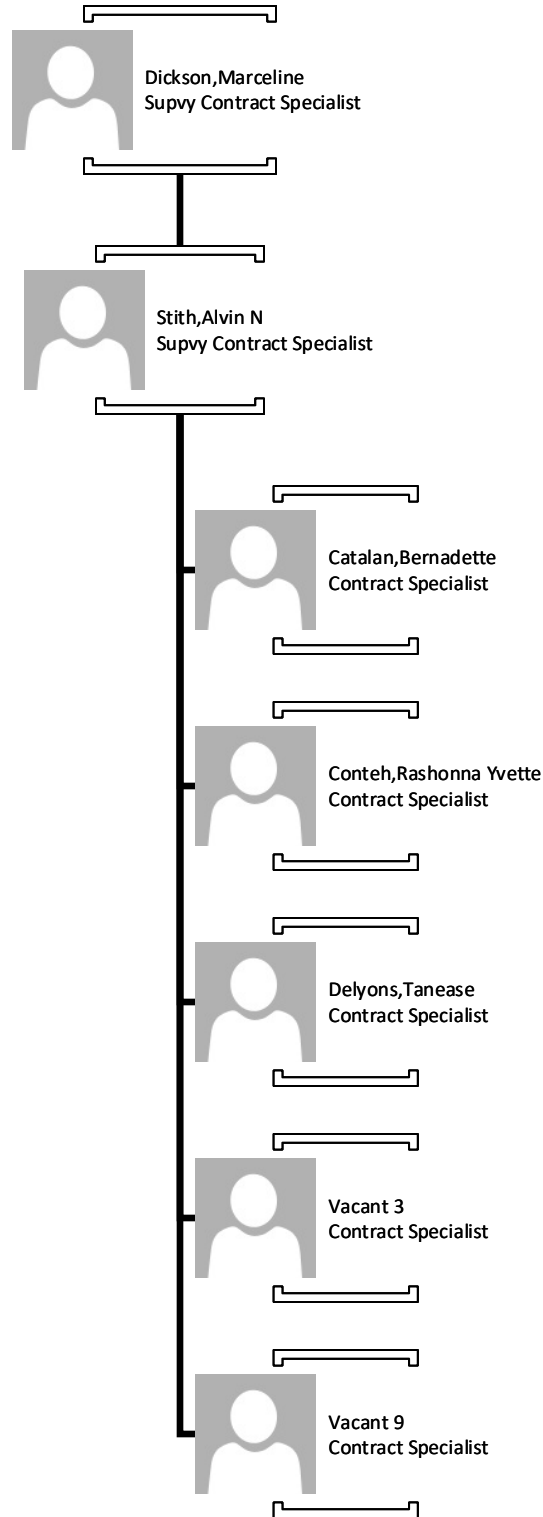 Dickson,Marceline
Supvy Contract Specialist
Stith,Alvin N
Supvy Contract Specialist
Catalan,Bernadette
Contract Specialist
Conteh,Rashonna Yvette
Contract Specialist
Delyons,Tanease
Contract Specialist
Vacant 3
Contract Specialist
Vacant 9
Contract Specialist